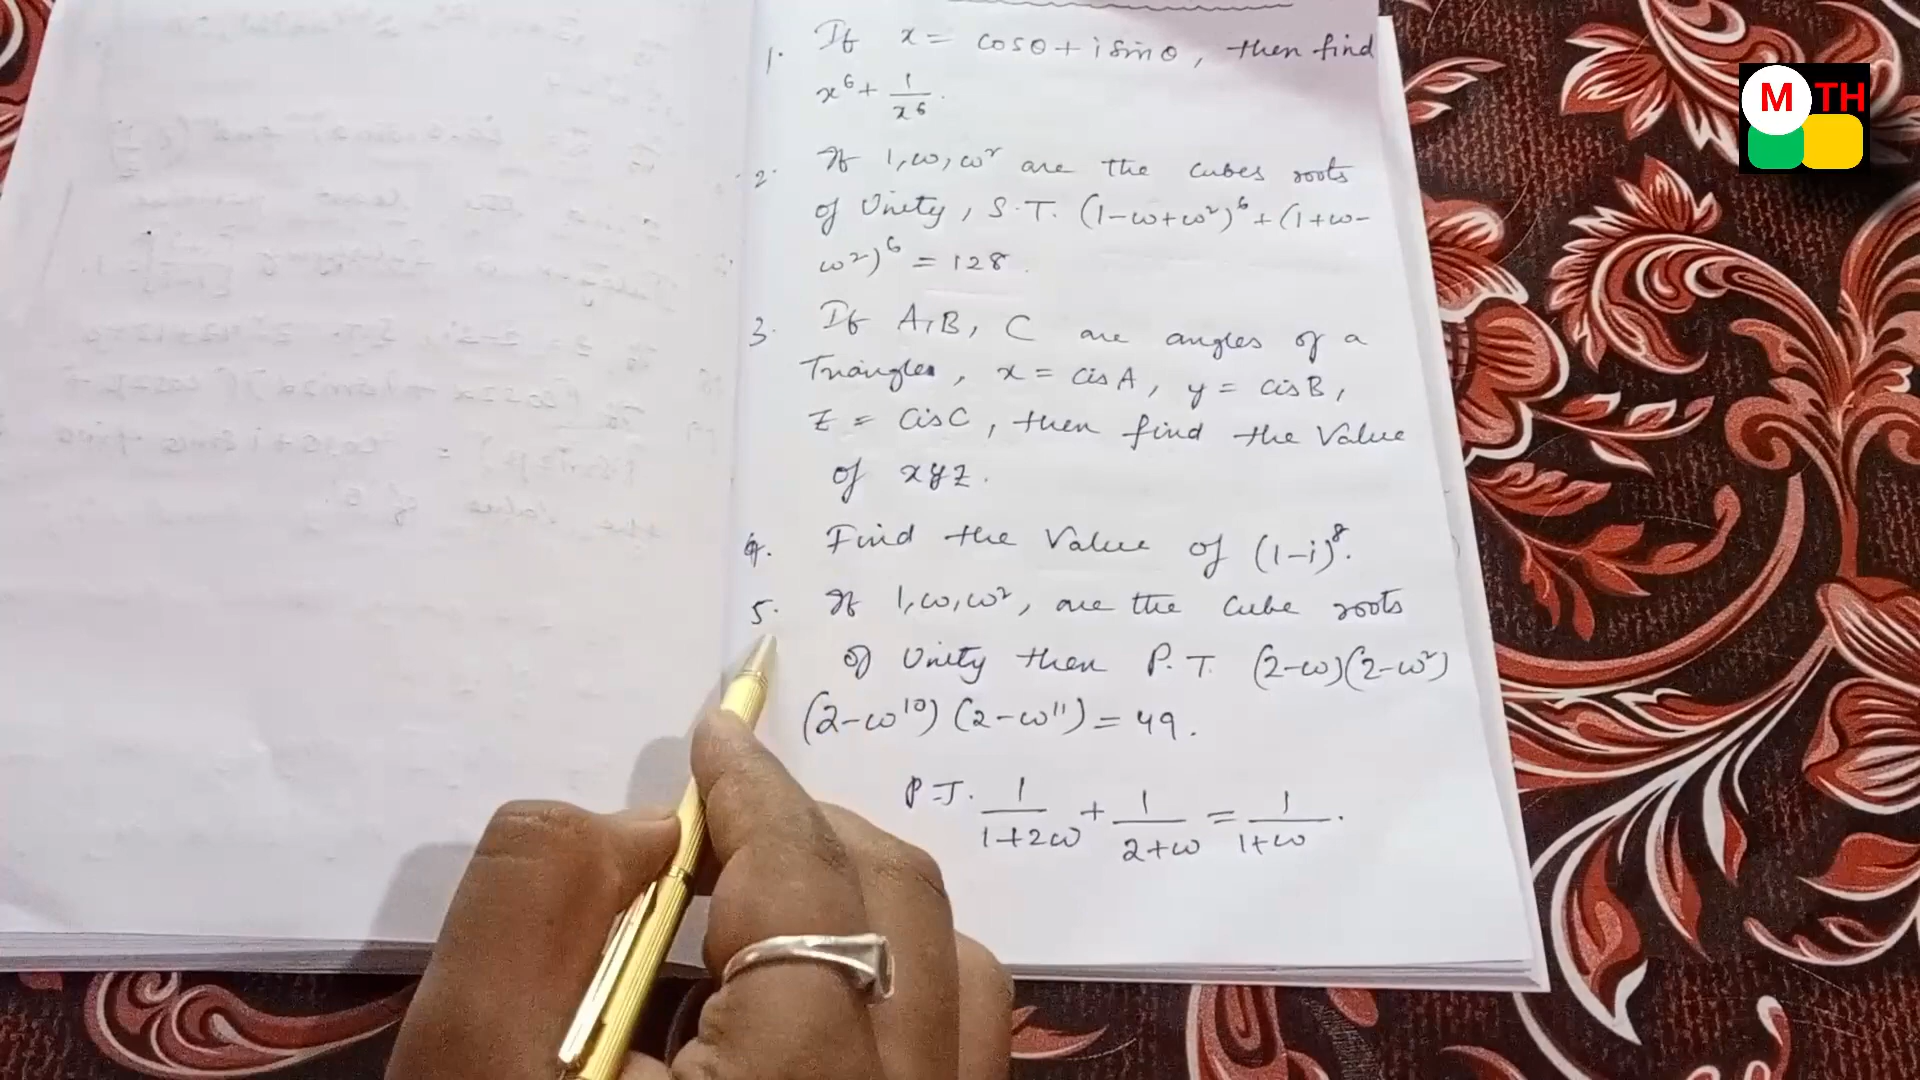 1. If x = cosθ + i sinθ, then find
x⁶ + 1/x⁶.
2. If 1, ω, ω² are the cubes roots
of Unity, S.T. (1-ω+ω²)⁶ + (1+ω-
ω²)⁶ = 128.
3. If A, B, C are angles of a
Triangles, x = cis A, y = cis B,
z = cis C, then find the Value
of xyz.
4. Find the Value of (1-i)⁸.
5. If 1, ω, ω², are the cube roots
of Unity then P.T. (2-ω)(2-ω²)
(2-ω¹⁰)(2-ω¹¹) = 49.
P.T. 1/1+2ω + 1/2+ω = 1/1+ω.
M TH